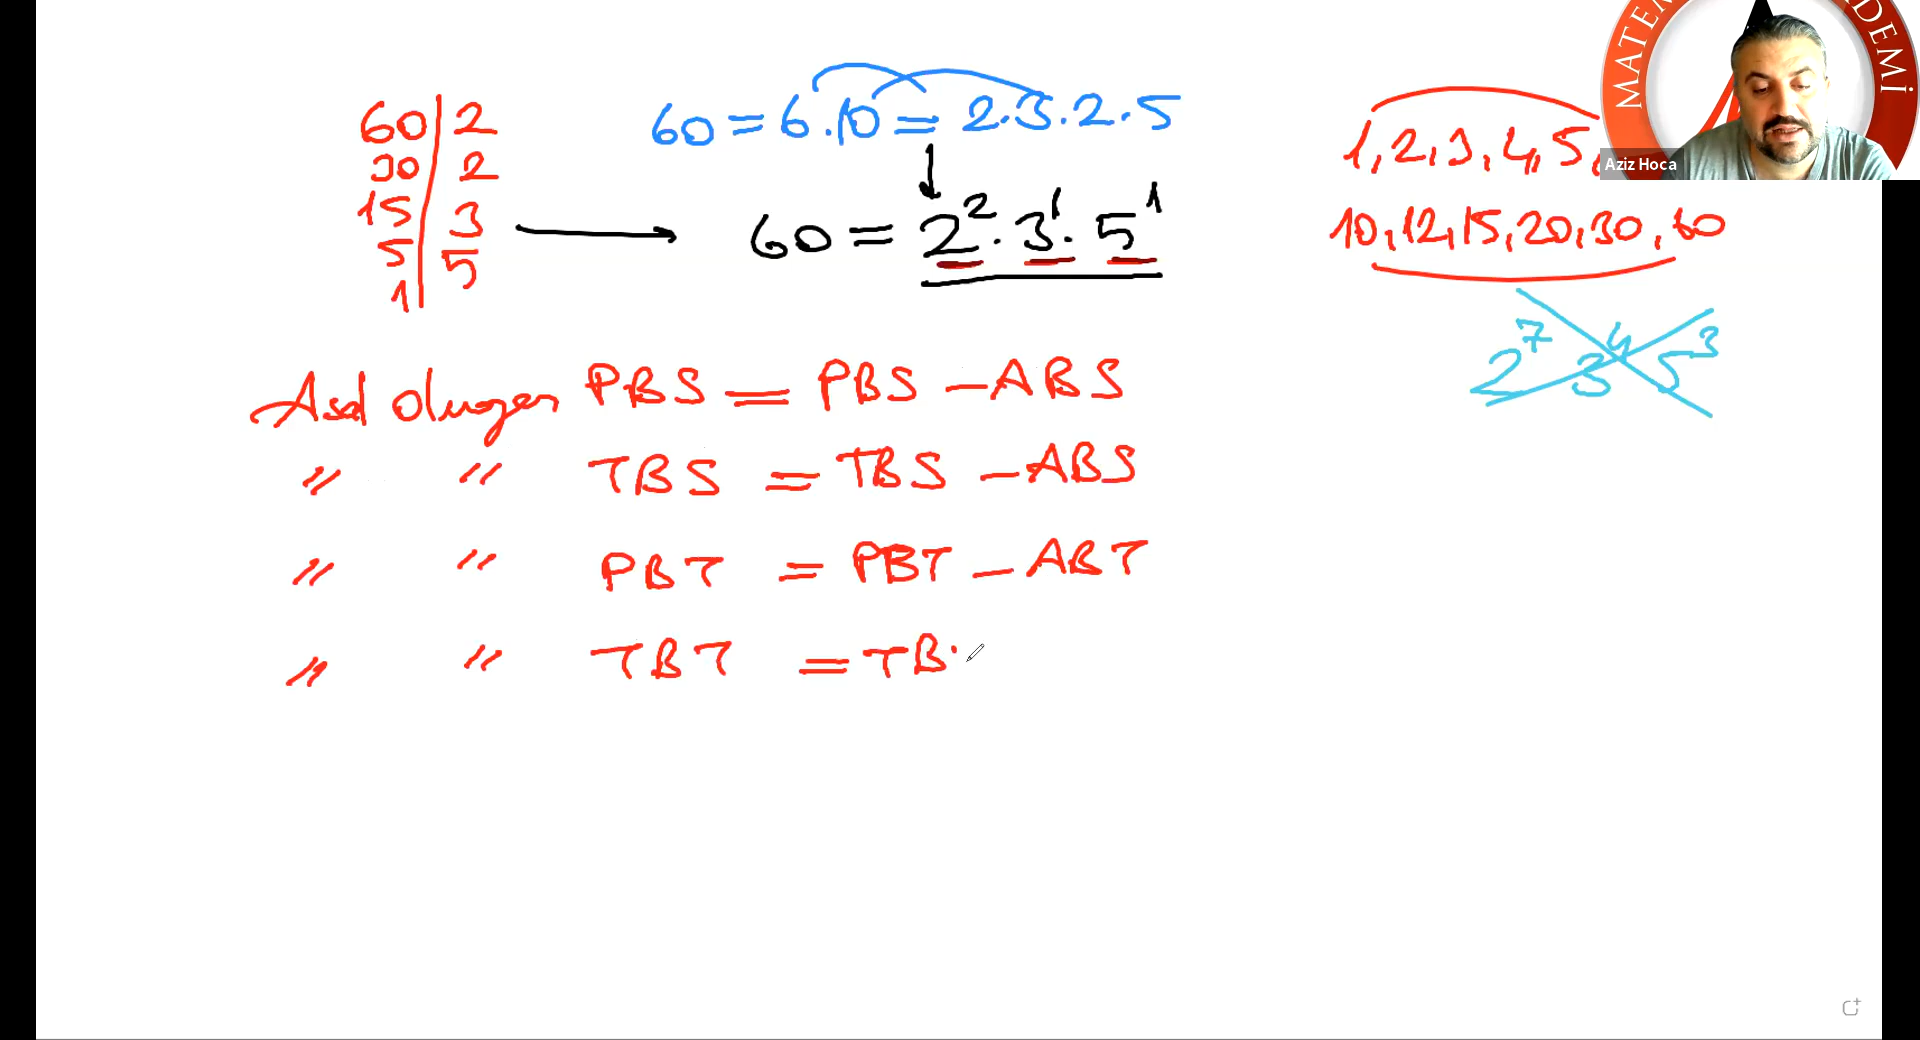 60 | 2
30 | 2
15 | 3
5 | 5
1 |
60 = 6.10 = 2.3.2.5
60 = 2² . 3¹ . 5¹
1, 2, 3, 4, 5,
10, 12, 15, 20, 30, 60
2⁷ 3⁴ 5³
Asal olmayan PBS = PBS - ABS
" " TBS = TBS - ABS
" " PBT = PBT - ABT
" " TBT = TB
MATEM
DEMİ
Aziz Hoca